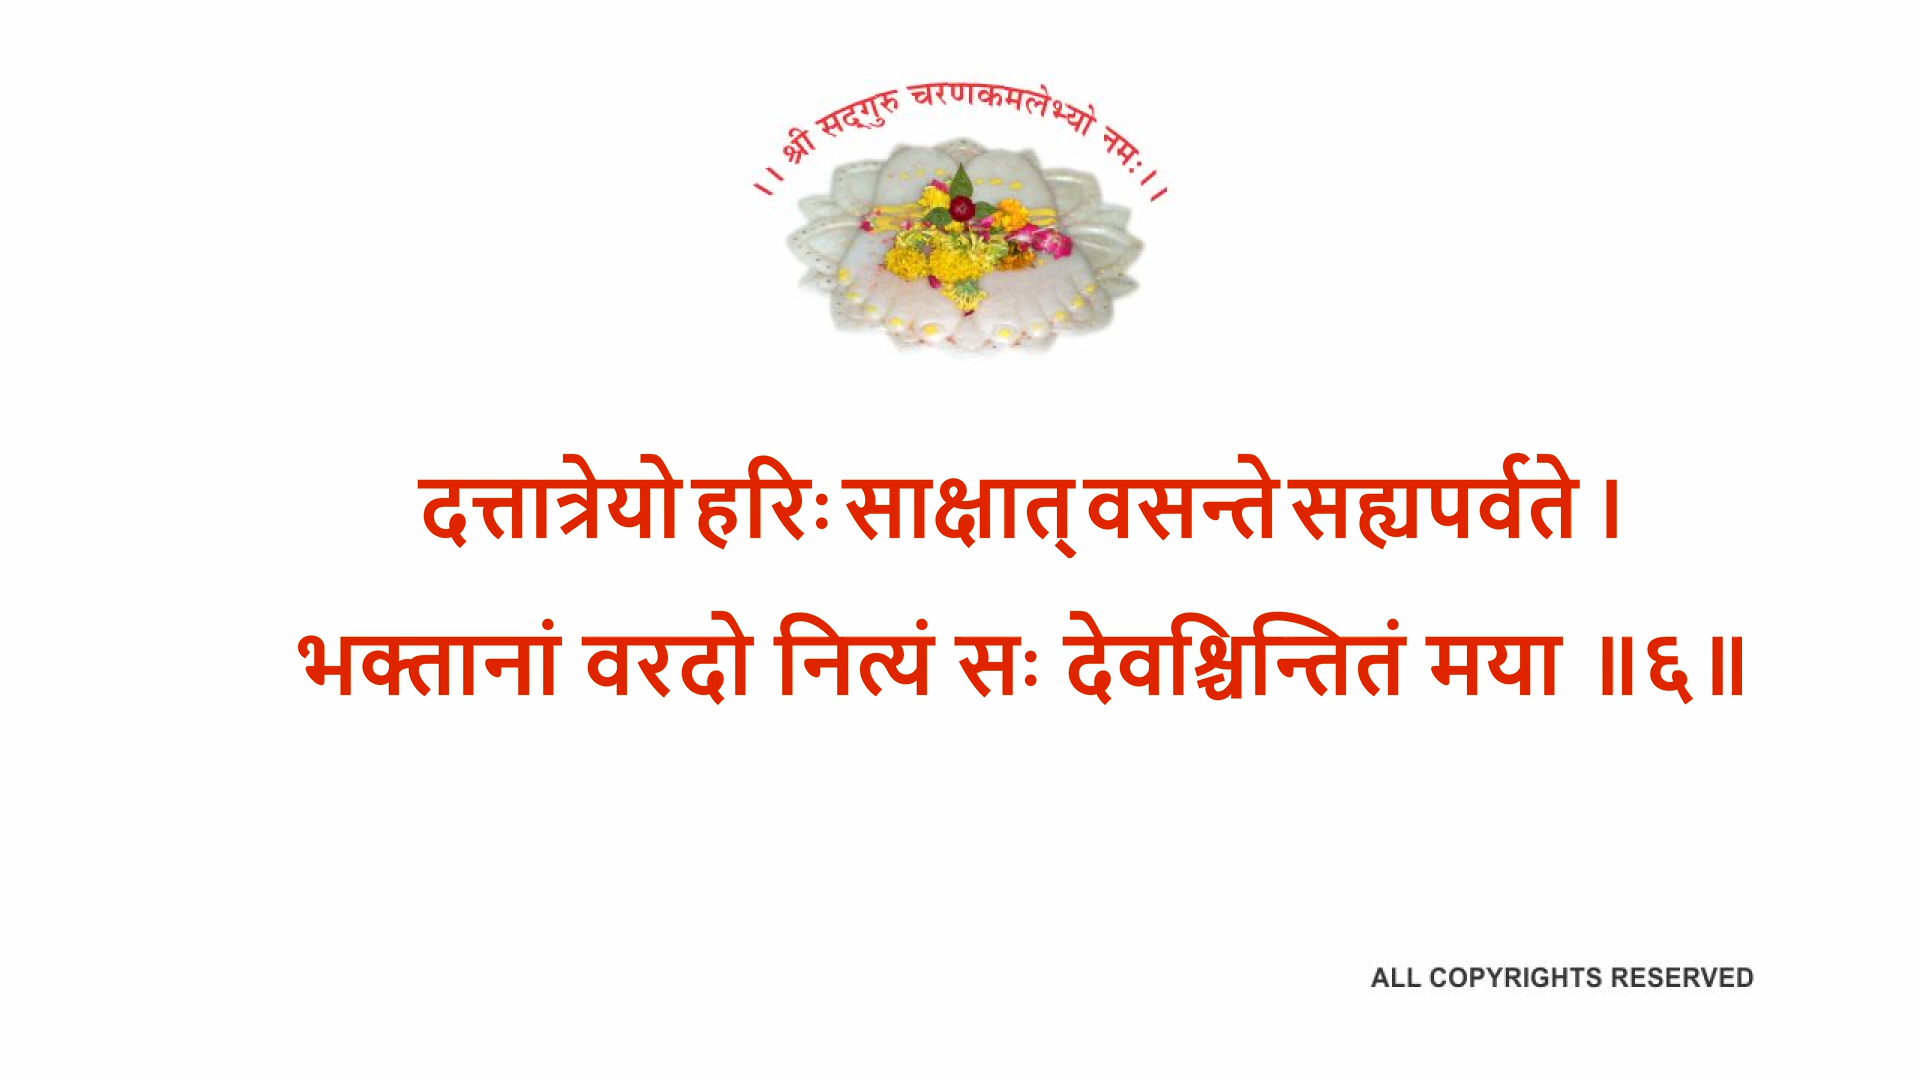 ।। श्री सद्‌गुरु चरणकमलेभ्यो नमः।।
दत्तात्रेयो हरिः साक्षात् वसन्ते सह्यपर्वते ।
भक्तानां वरदो नित्यं सः देवश्चिन्तितं मया ॥६॥
ALL COPYRIGHTS RESERVED